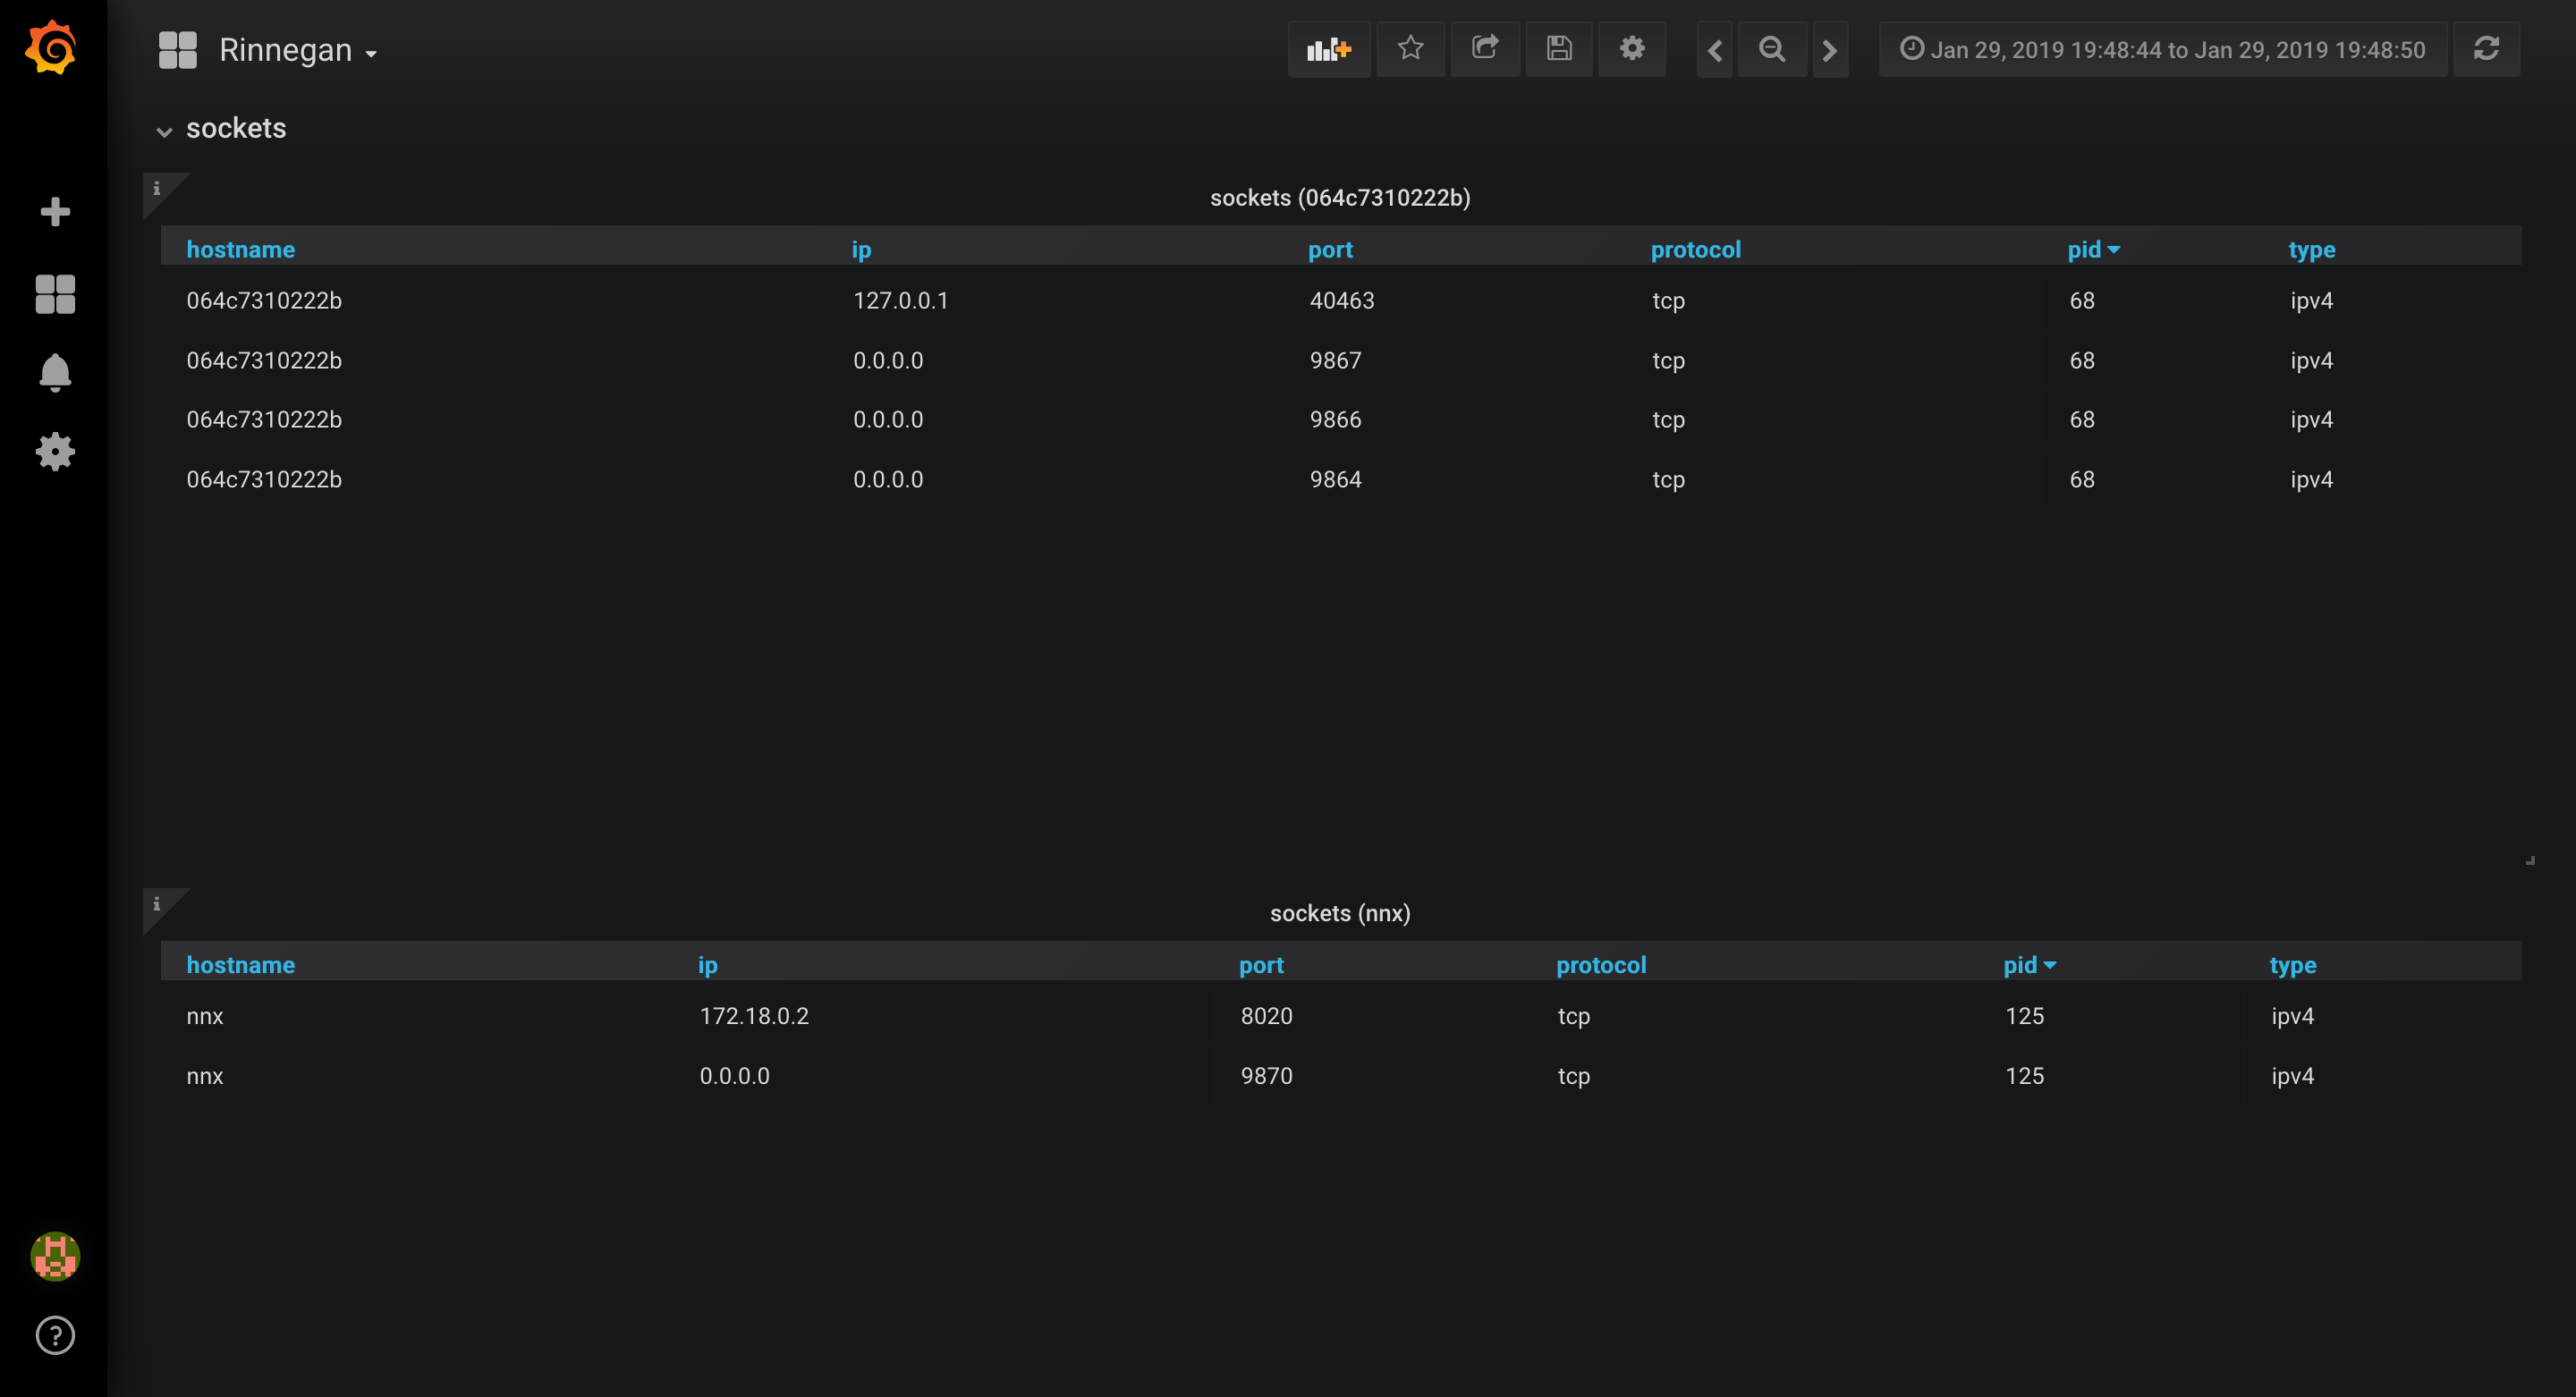 Rinnegan
Jan 29, 2019 19:48:44 to Jan 29, 2019 19:48:50
sockets
sockets (064c7310222b)
hostname ip port protocol pid type
064c7310222b 127.0.0.1 40463 tcp 68 ipv4
064c7310222b 0.0.0.0 9867 tcp 68 ipv4
064c7310222b 0.0.0.0 9866 tcp 68 ipv4
064c7310222b 0.0.0.0 9864 tcp 68 ipv4
sockets (nnx)
hostname ip port protocol pid type
nnx 172.18.0.2 8020 tcp 125 ipv4
nnx 0.0.0.0 9870 tcp 125 ipv4